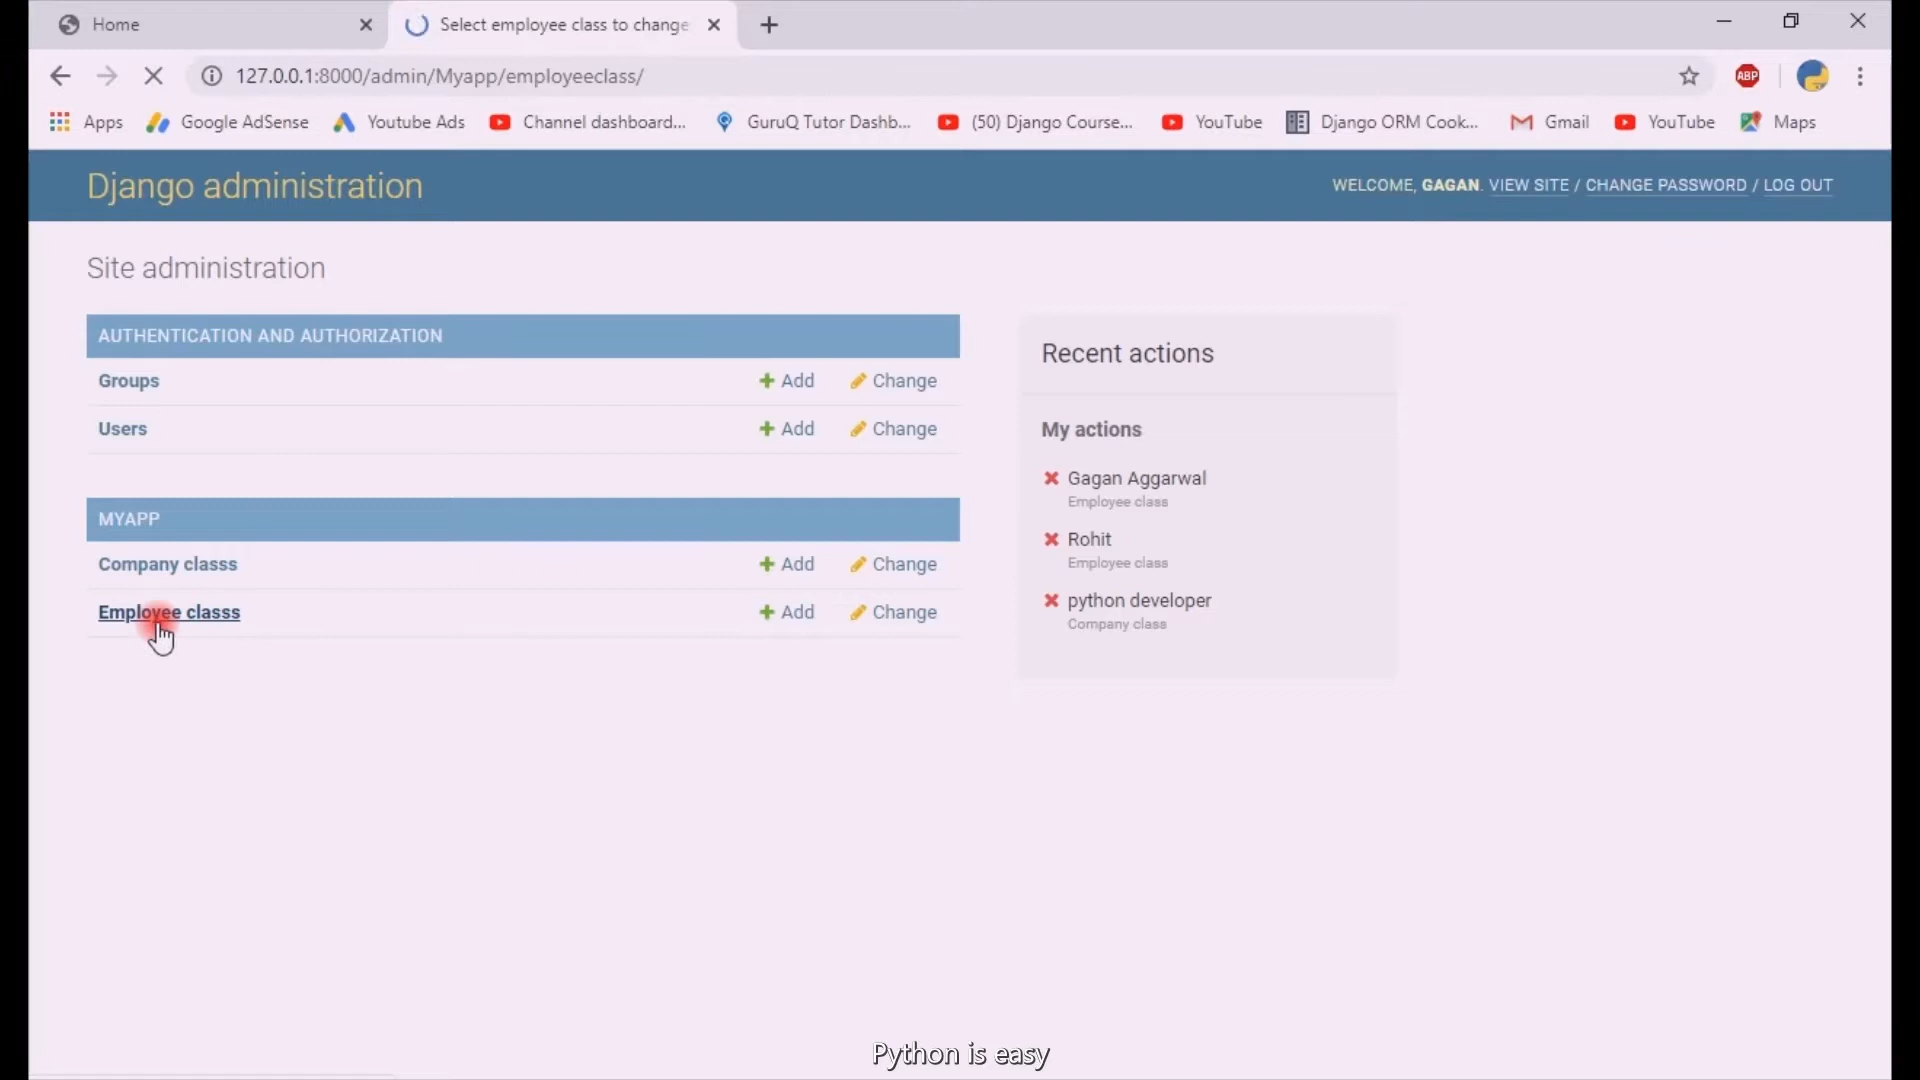 Home
Select employee class to change
127.0.0.1:8000/admin/Myapp/employeeclass/
ABP
Apps Google AdSense Youtube Ads Channel dashboard... GuruQ Tutor Dashb... (50) Django Course... YouTube Django ORM Cook... Gmail YouTube Maps
Django administration
WELCOME, GAGAN. VIEW SITE / CHANGE PASSWORD / LOG OUT
Site administration
AUTHENTICATION AND AUTHORIZATION
Groups Add Change
Users Add Change
MYAPP
Company classs Add Change
Employee classs Add Change
Recent actions
My actions
Gagan Aggarwal
Employee class
Rohit
Employee class
python developer
Company class
Python is easy